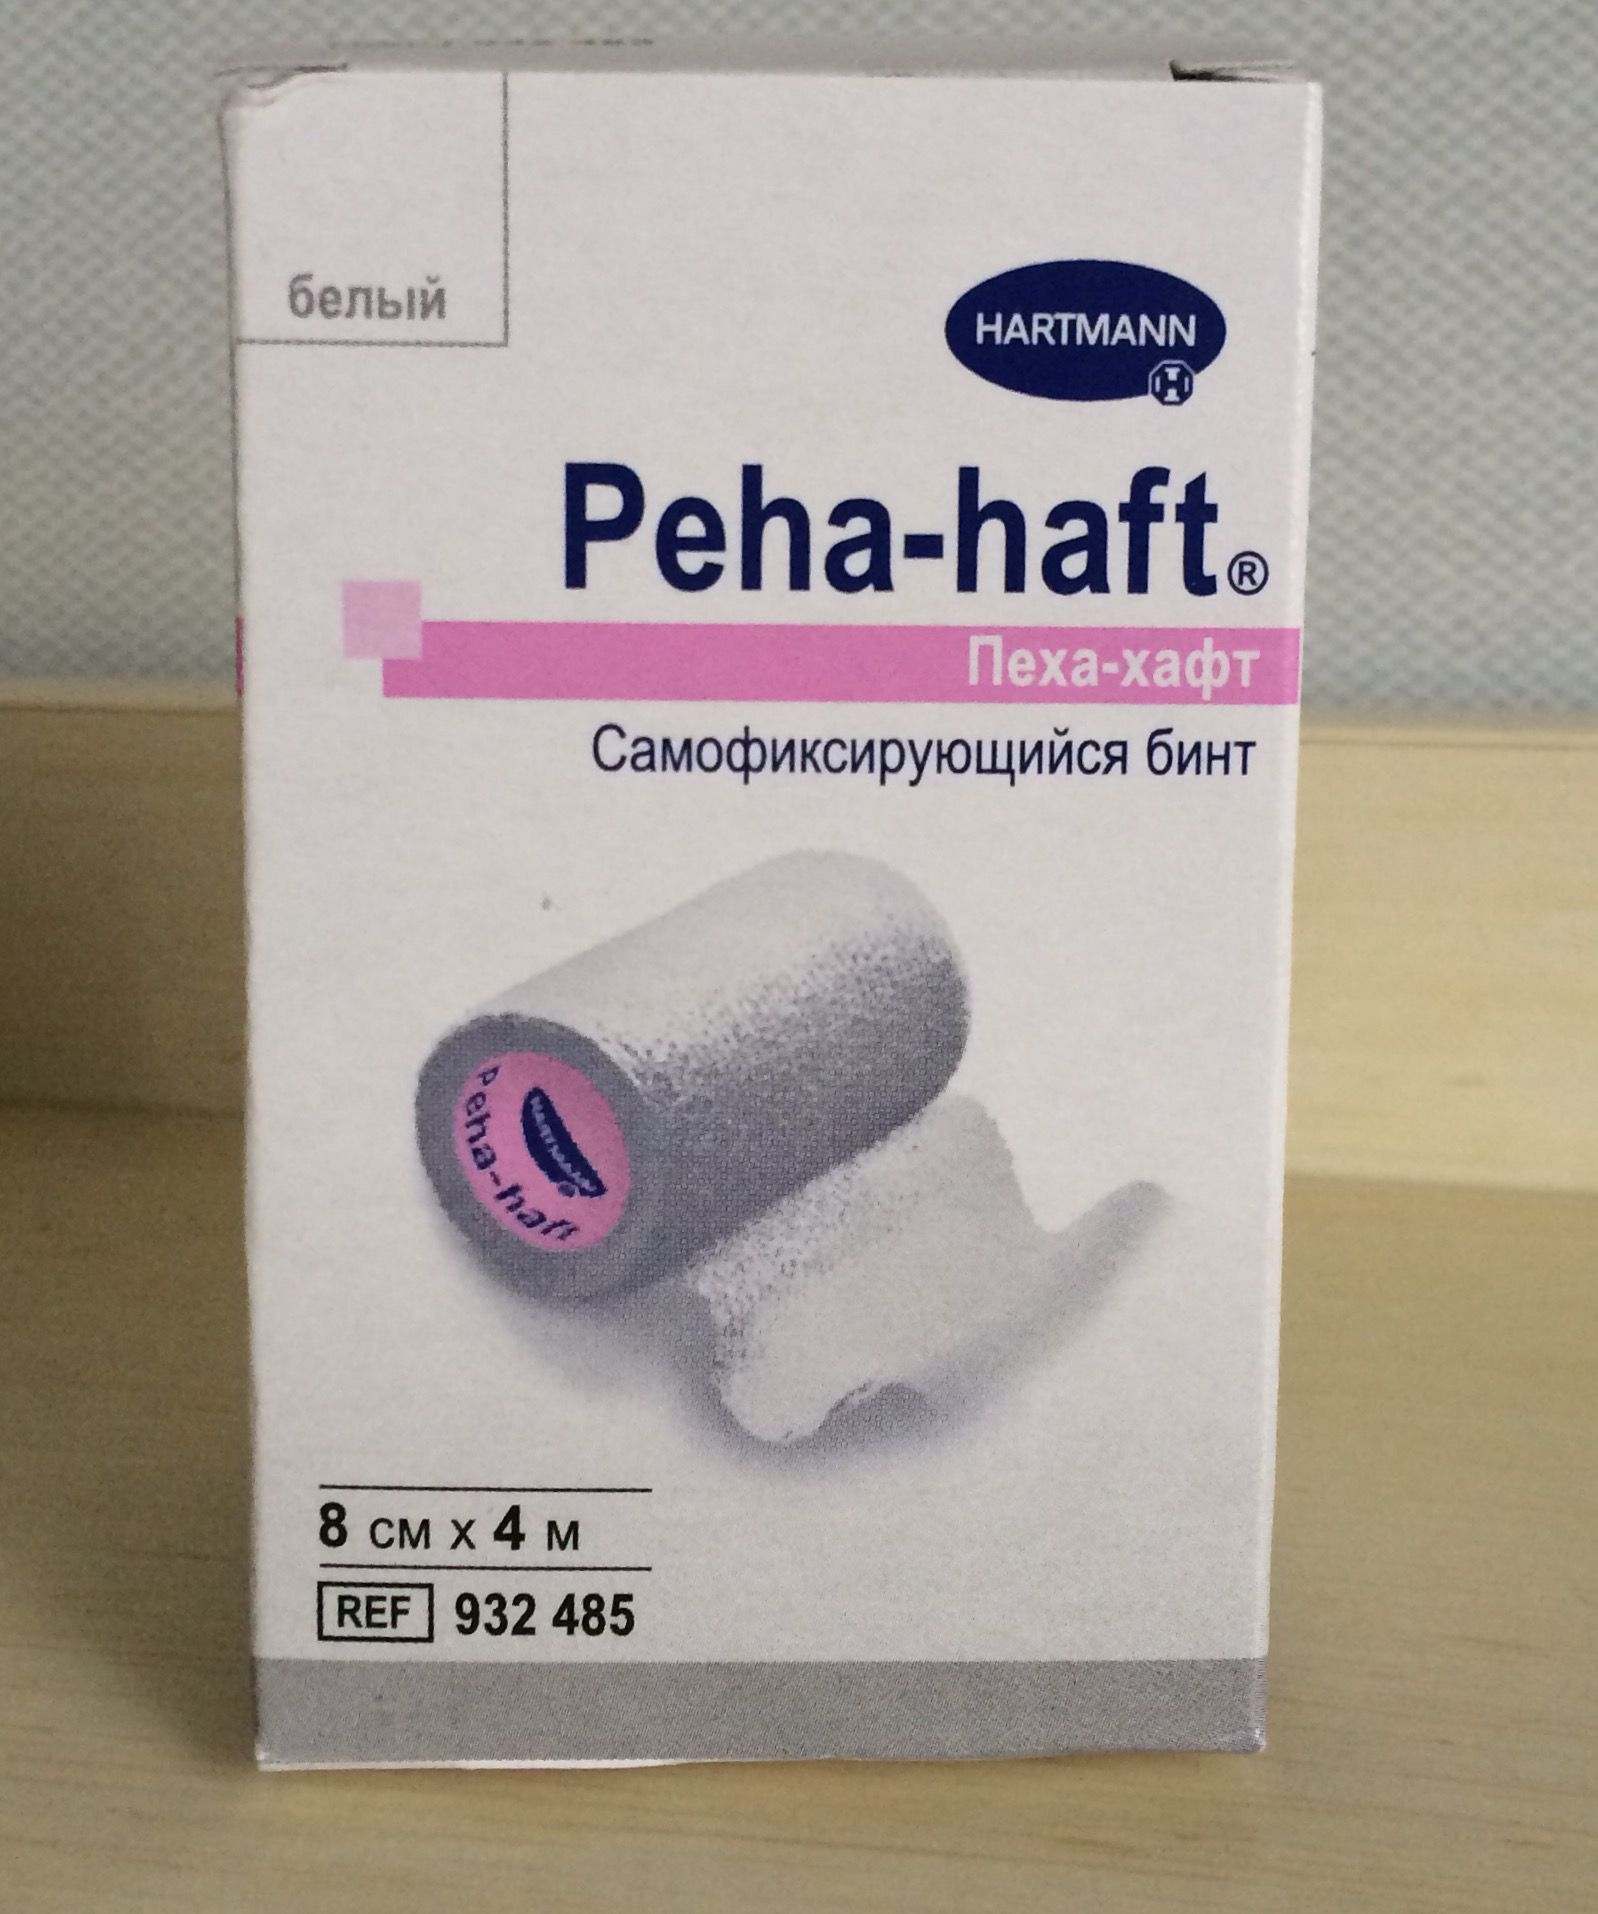 белый
HARTMANN
Peha-haft®
Пеха-хафт
Самофиксирующийся бинт
Peha-haft
HARTMANN
8 см x 4 м
REF 932 485